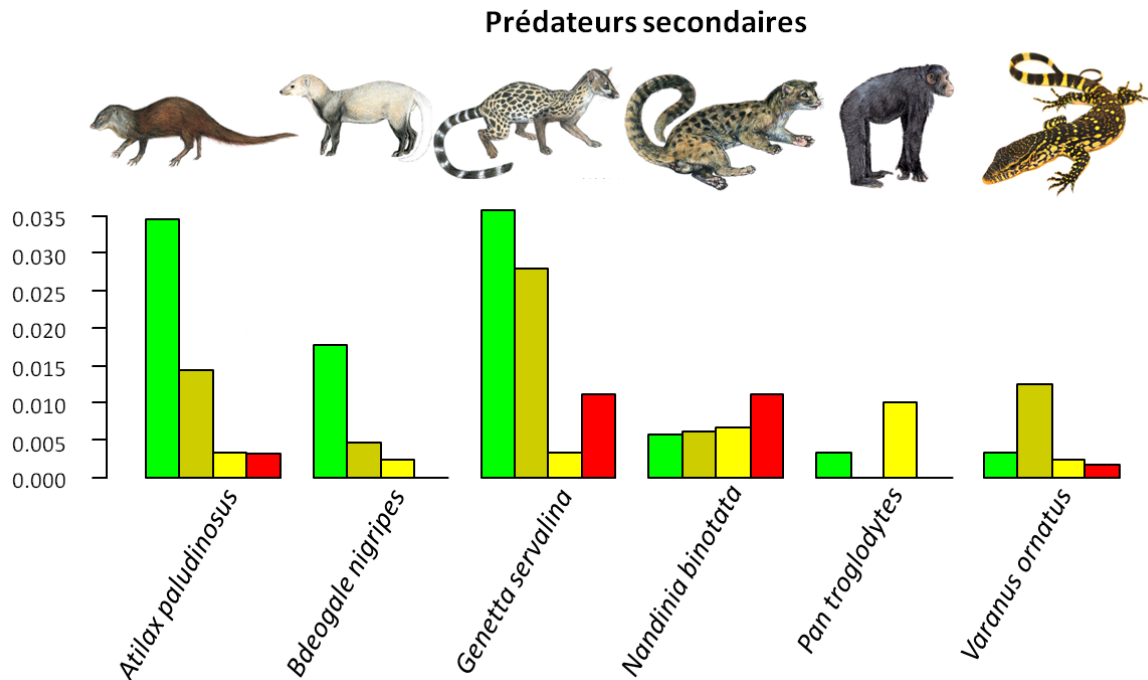 Prédateurs secondaires
0.035
0.030
0.025
0.020
0.015
0.010
0.005
0.000
Atilax paludinosus
Bdeogale nigripes
Genetta servalina
Nandinia binotata
Pan troglodytes
Varanus ornatus